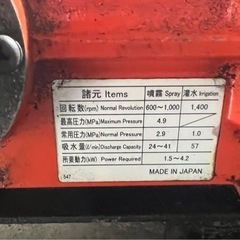 諸元 Items 噴霧 Spray 灌水 Irrigation
回転数(rpm) Normal Revolution 600~1,000 1,400
最高圧力(MPa) Maximum Pressure 4.9
常用圧力(MPa) Normal Pressure 2.9 1.0
吸水量(ℓ/min) Discharge Capacity 24~41 57
所要動力(kW) Power Required 1.5~4.2
547 MADE IN JAPAN